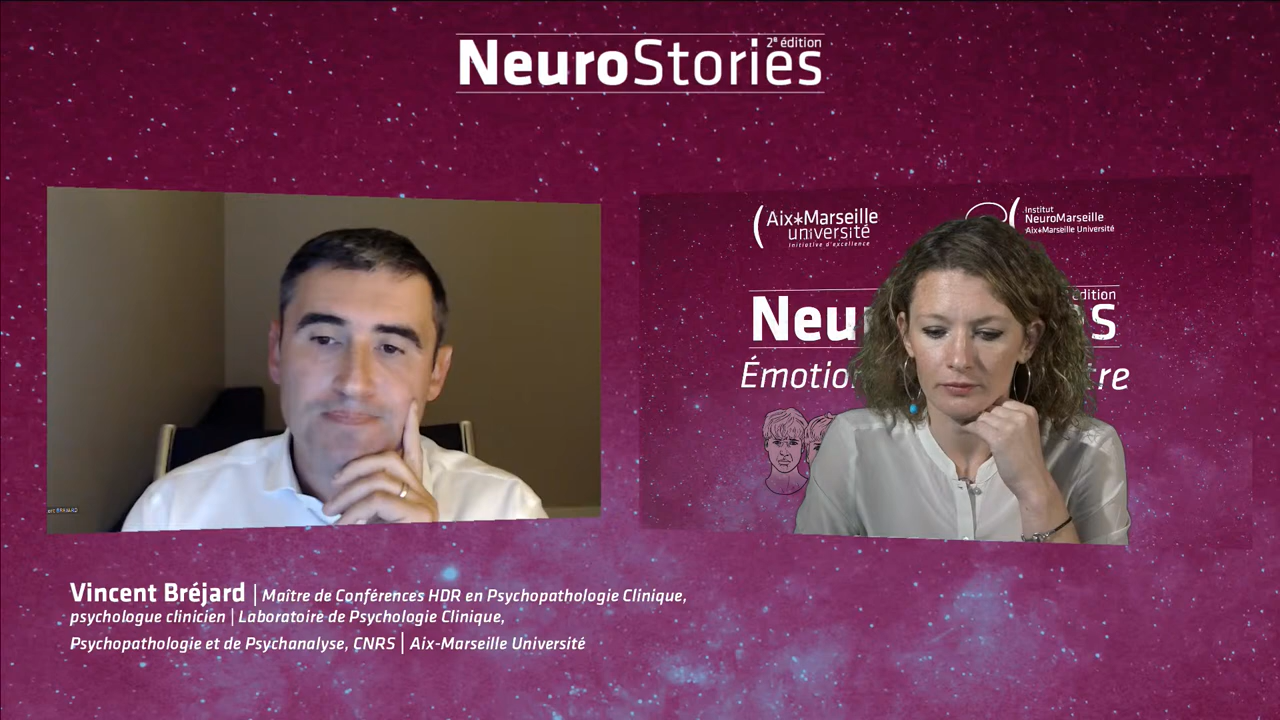 NeuroStories
2e édition
Aix*Marseille
université
Initiative d'excellence
Institut
NeuroMarseille
Aix*Marseille Université
édition
Vincent Bréjard | Maître de Conférences HDR en Psychopathologie Clinique,
psychologue clinicien | Laboratoire de Psychologie Clinique,
Psychopathologie et de Psychanalyse, CNRS | Aix-Marseille Université